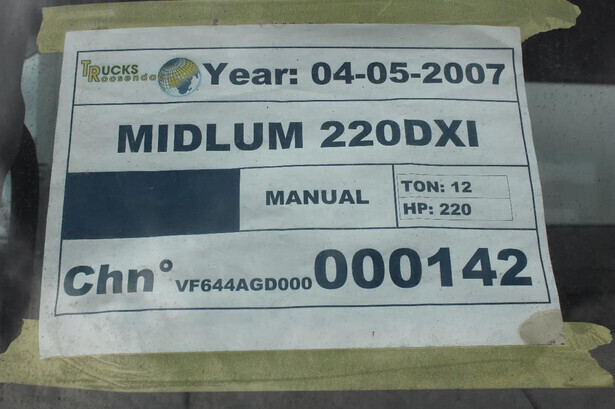 TRUCKS
Roosendaal
Year: 04-05-2007
MIDLUM 220DXI
MANUAL
TON: 12
HP: 220
Chn° VF644AGD000000142